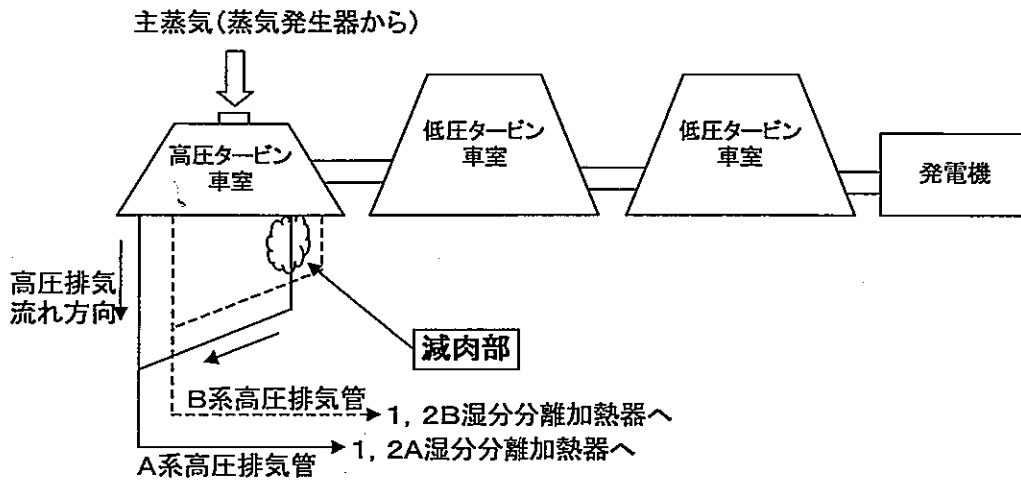 主蒸気(蒸気発生器から)
高圧タービン
車室
低圧タービン
車室
低圧タービン
車室
発電機
高圧排気
流れ方向
減肉部
B系高圧排気管
1, 2B湿分分離加熱器へ
1, 2A湿分分離加熱器へ
A系高圧排気管